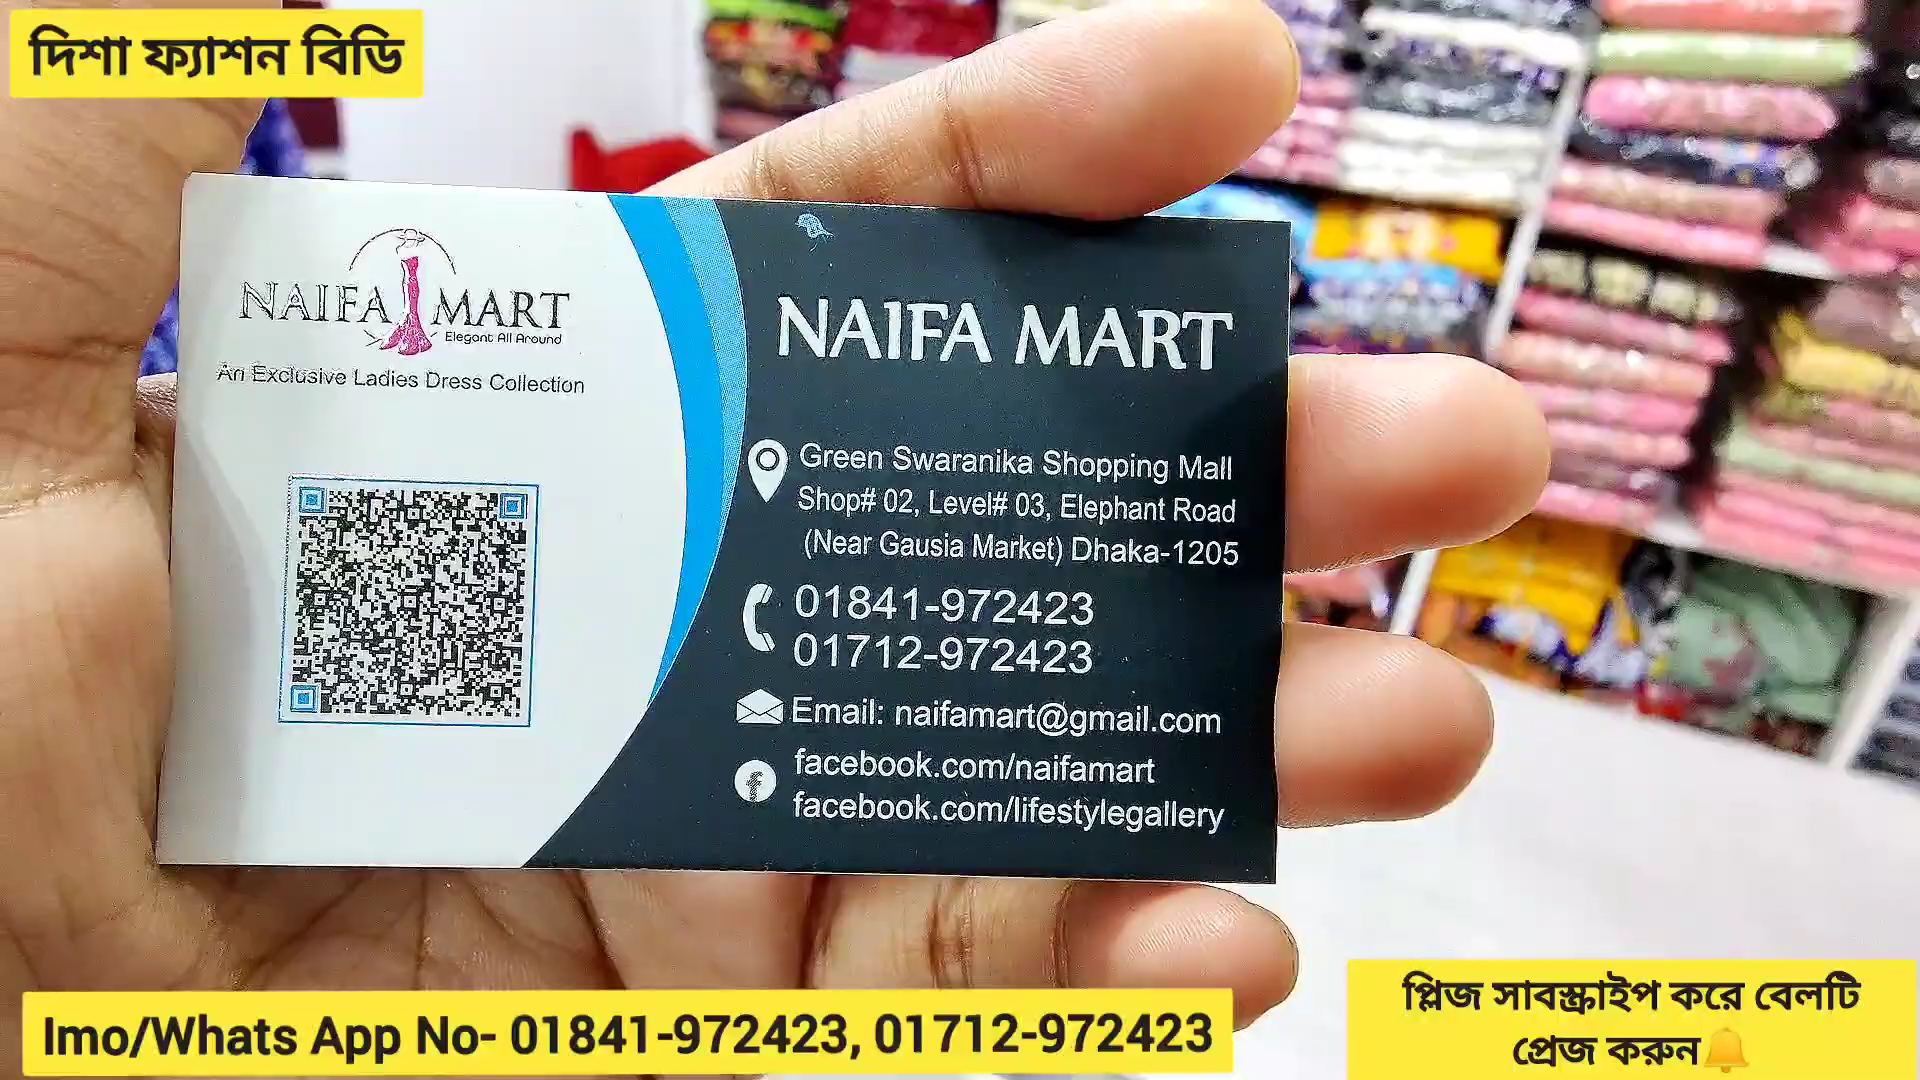 দিশা ফ্যাশন বিডি
NAIFA MART
Elegant All Around
An Exclusive Ladies Dress Collection
NAIFA MART
Green Swaranika Shopping Mall
Shop# 02, Level# 03, Elephant Road
(Near Gausia Market) Dhaka-1205
01841-972423
01712-972423
Email: naifamart@gmail.com
facebook.com/naifamart
facebook.com/lifestylegallery
Imo/Whats App No- 01841-972423, 01712-972423
প্লিজ সাবস্ক্রাইপ করে বেলটি
প্রেজ করুন🔔